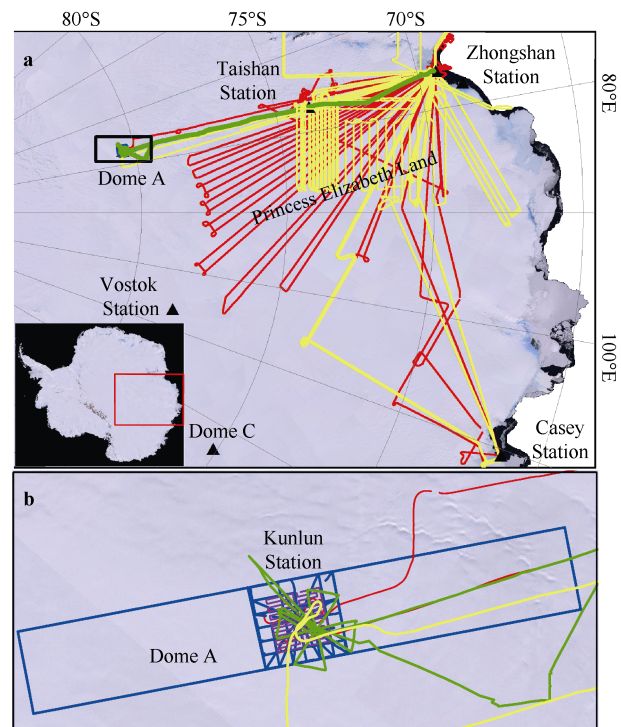 80°S
75°S
70°S
a
Zhongshan
Station
Taishan
Station
80°E
Dome A
Princess Elizabeth Land
Vostok
Station
100°E
Dome C
Casey
Station
b
Kunlun
Station
Dome A